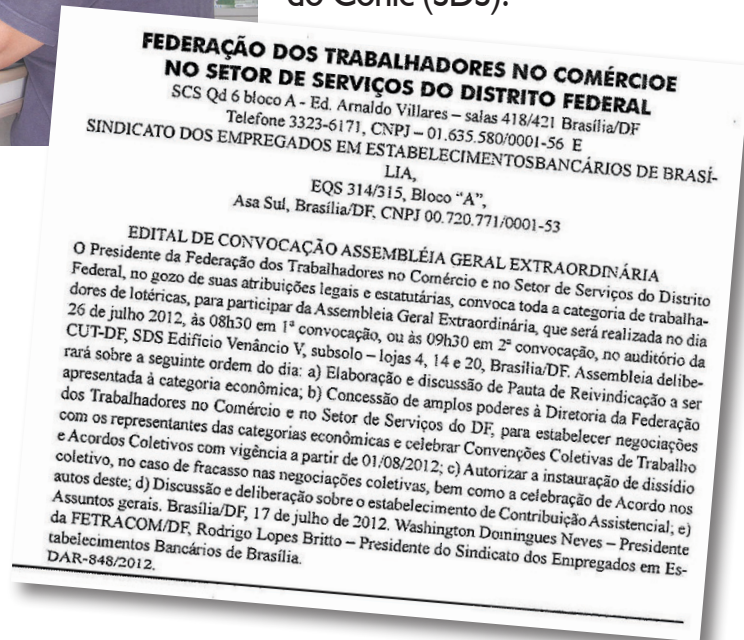 do Conic (SDS).
FEDERAÇÃO DOS TRABALHADORES NO COMÉRCIOE
NO SETOR DE SERVIÇOS DO DISTRITO FEDERAL
SCS Qd 6 bloco A - Ed. Arnaldo Villares – salas 418/421 Brasília/DF
Telefone 3323-6171, CNPJ – 01.635.580/0001-56 E
SINDICATO DOS EMPREGADOS EM ESTABELECIMENTOSBANCÁRIOS DE BRASÍ-
LIA,
EQS 314/315, Bloco “A”,
Asa Sul, Brasília/DF, CNPJ 00.720.771/0001-53
EDITAL DE CONVOCAÇÃO ASSEMBLÉIA GERAL EXTRAORDINÁRIA
O Presidente da Federação dos Trabalhadores no Comércio e no Setor de Serviços do Distrito
Federal, no gozo de suas atribuições legais e estatutárias, convoca toda a categoria de trabalha-
dores de lotéricas, para participar da Assembleia Geral Extraordinária, que será realizada no dia
26 de julho 2012, às 08h30 em 1ª convocação, ou às 09h30 em 2ª convocação, no auditório da
CUT-DF, SDS Edifício Venâncio V, subsolo – lojas 4, 14 e 20, Brasília/DF. Assembleia delibe-
rará sobre a seguinte ordem do dia: a) Elaboração e discussão de Pauta de Reivindicação a ser
apresentada à categoria econômica; b) Concessão de amplos poderes à Diretoria da Federação
dos Trabalhadores no Comércio e no Setor de Serviços do DF, para estabelecer negociações
com os representantes das categorias econômicas e celebrar Convenções Coletivas de Trabalho
e Acordos Coletivos com vigência a partir de 01/08/2012; c) Autorizar a instauração de dissídio
coletivo, no caso de fracasso nas negociações coletivas, bem como a celebração de Acordo nos
autos deste; d) Discussão e deliberação sobre o estabelecimento de Contribuição Assistencial; e)
Assuntos gerais. Brasília/DF, 17 de julho de 2012. Washington Domingues Neves – Presidente
da FETRACOM/DF, Rodrigo Lopes Britto – Presidente do Sindicato dos Empregados em Es-
tabelecimentos Bancários de Brasília.
DAR-848/2012.